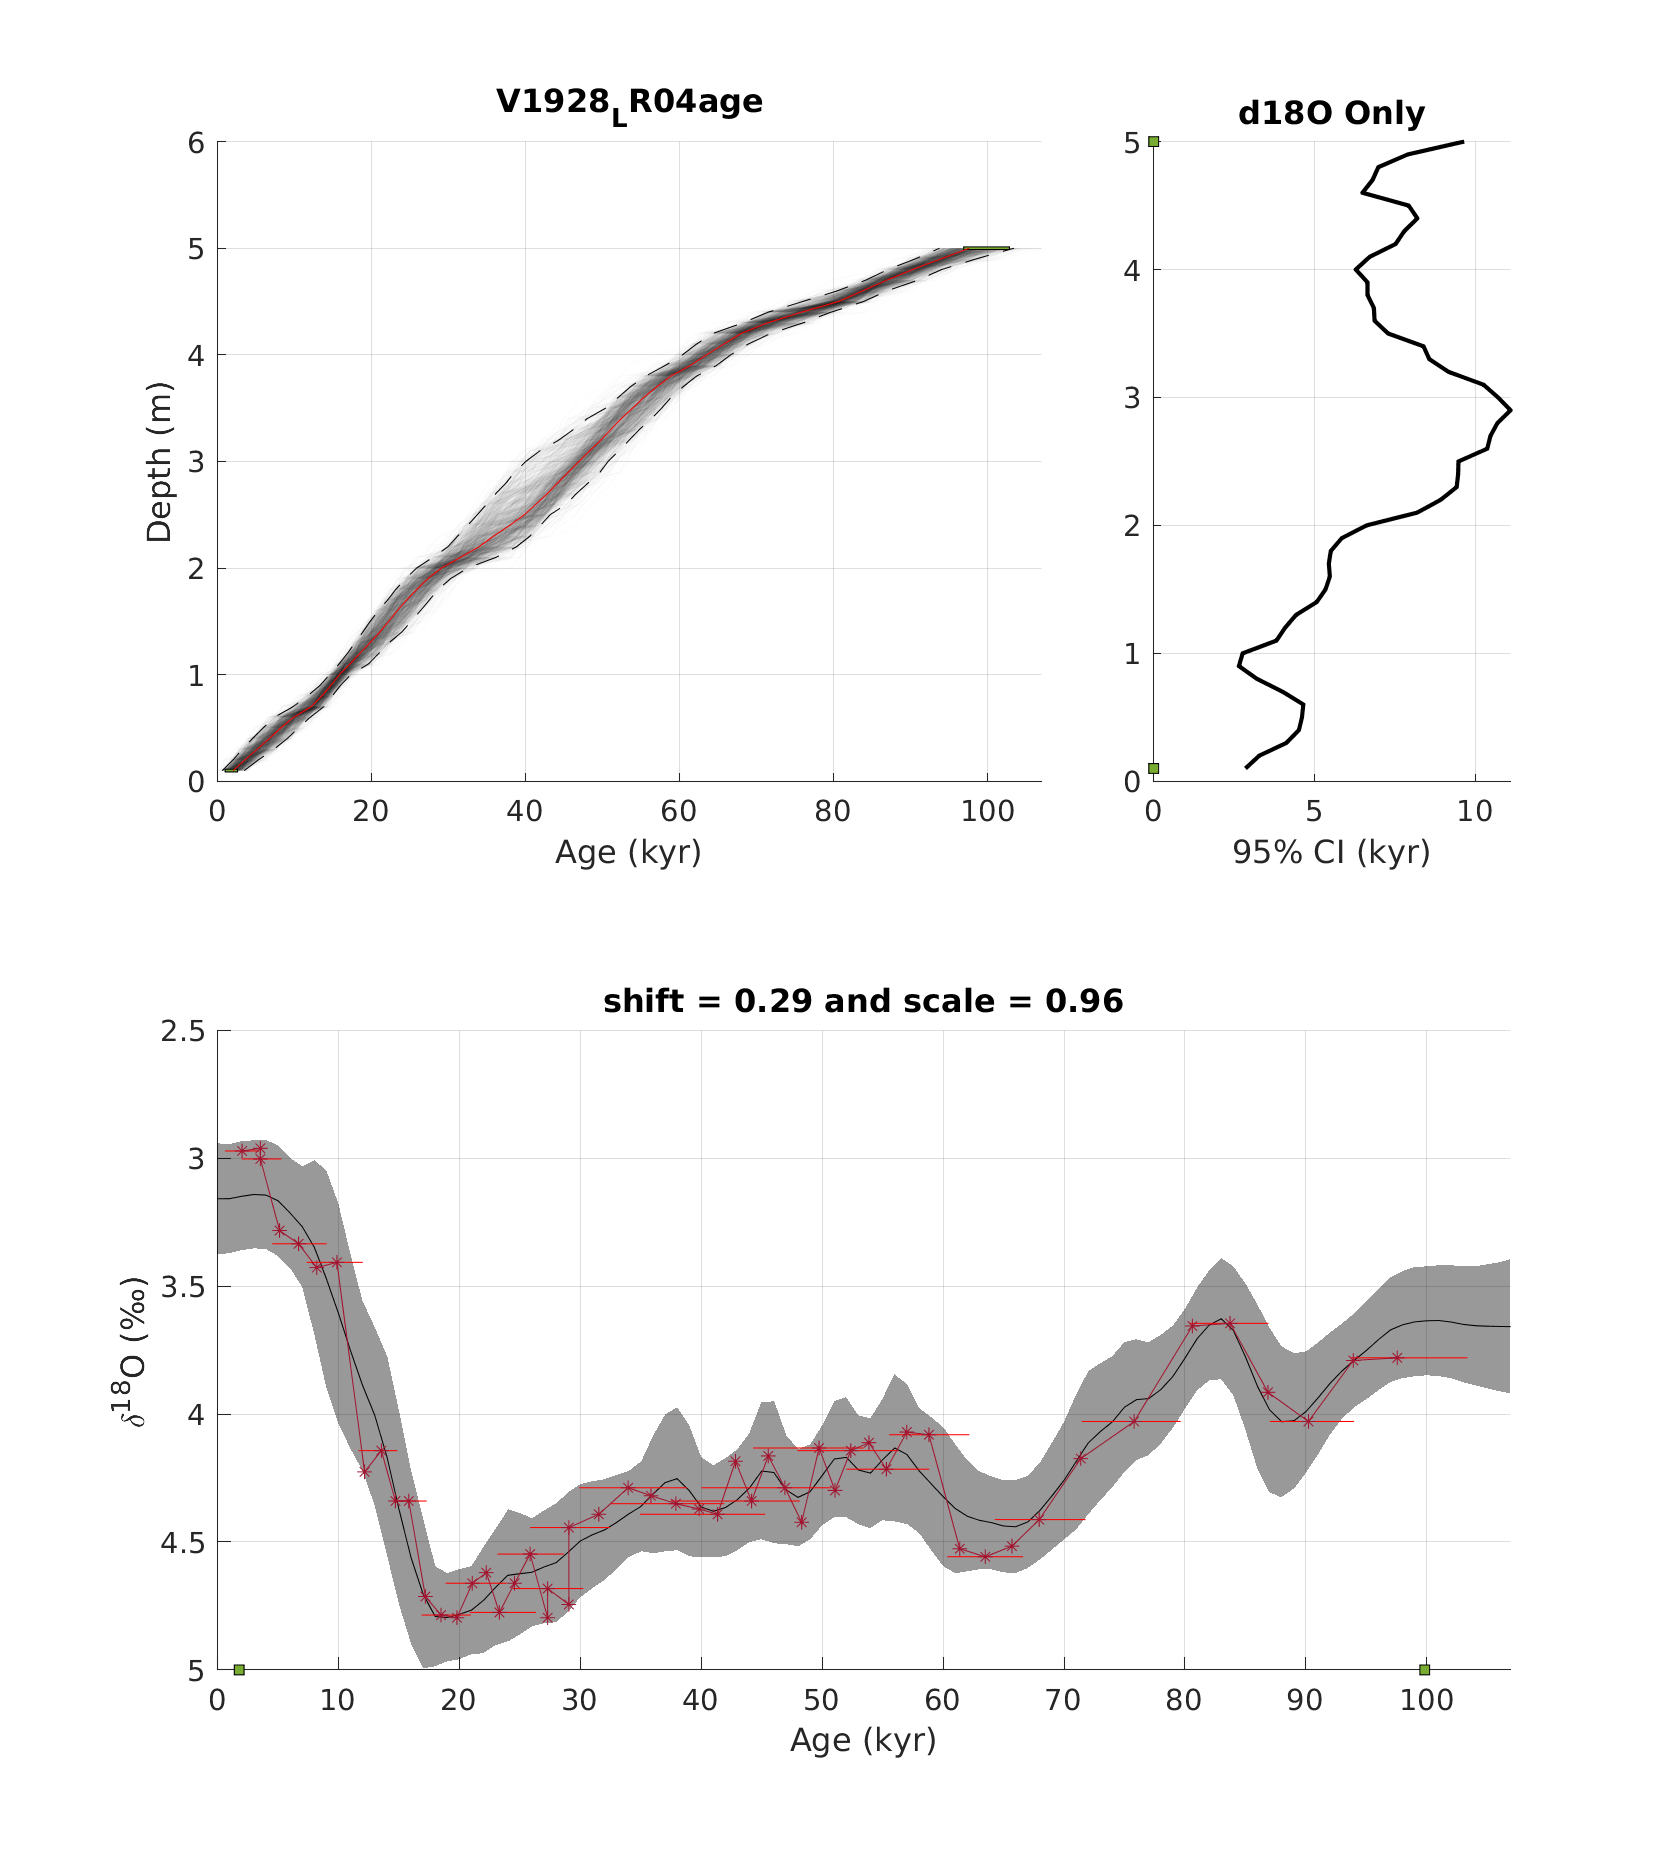 V1928LR04age
6
5
4
3
2
1
0
Depth (m)
0 20 40 60 80 100
Age (kyr)
d18O Only
5
4
3
2
1
0
0 5 10
95% CI (kyr)
shift = 0.29 and scale = 0.96
2.5
3
3.5
4
4.5
5
δ18O (‰)
0 10 20 30 40 50 60 70 80 90 100
Age (kyr)